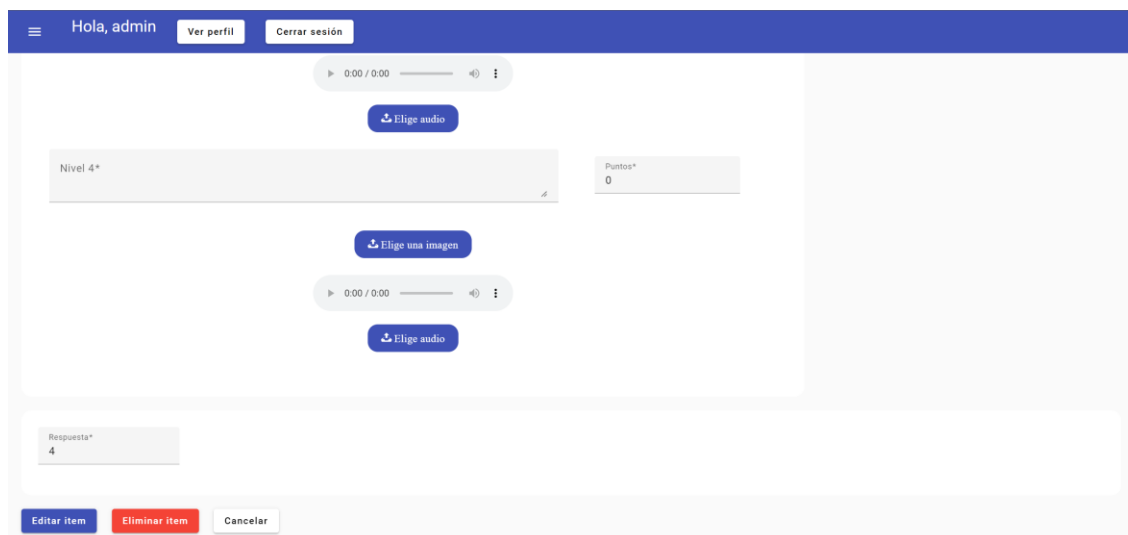 Hola, admin
Ver perfil
Cerrar sesión
0:00 / 0:00
Elige audio
Nivel 4*
Puntos*
0
Elige una imagen
0:00 / 0:00
Elige audio
Respuesta*
4
Editar item
Eliminar item
Cancelar